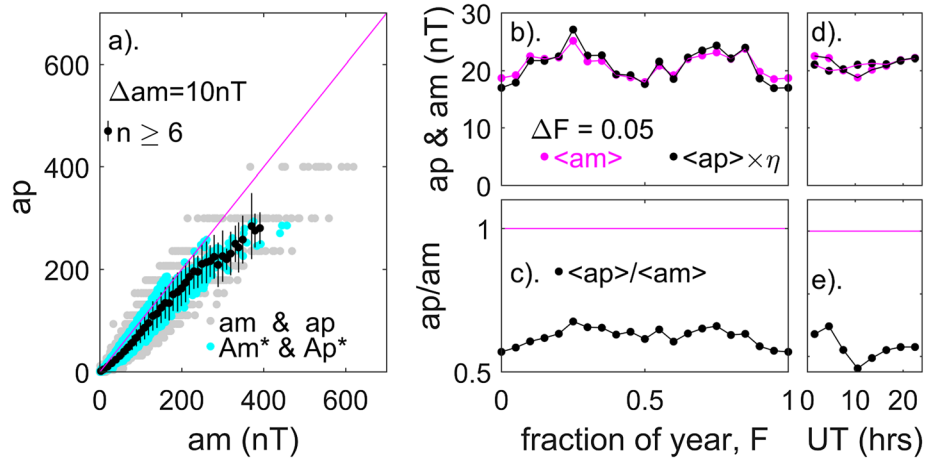 a).
Δam=10nT
n ≥ 6
am & ap
Am* & Ap*
ap
600
400
200
0
0 200 400 600
am (nT)
b).
ΔF = 0.05
<am> <ap>×η
ap & am (nT)
30
20
10
0
d).
c).
<ap>/<am>
ap/am
1
0.5
0 0.5 1
fraction of year, F
e).
0 10 20
UT (hrs)